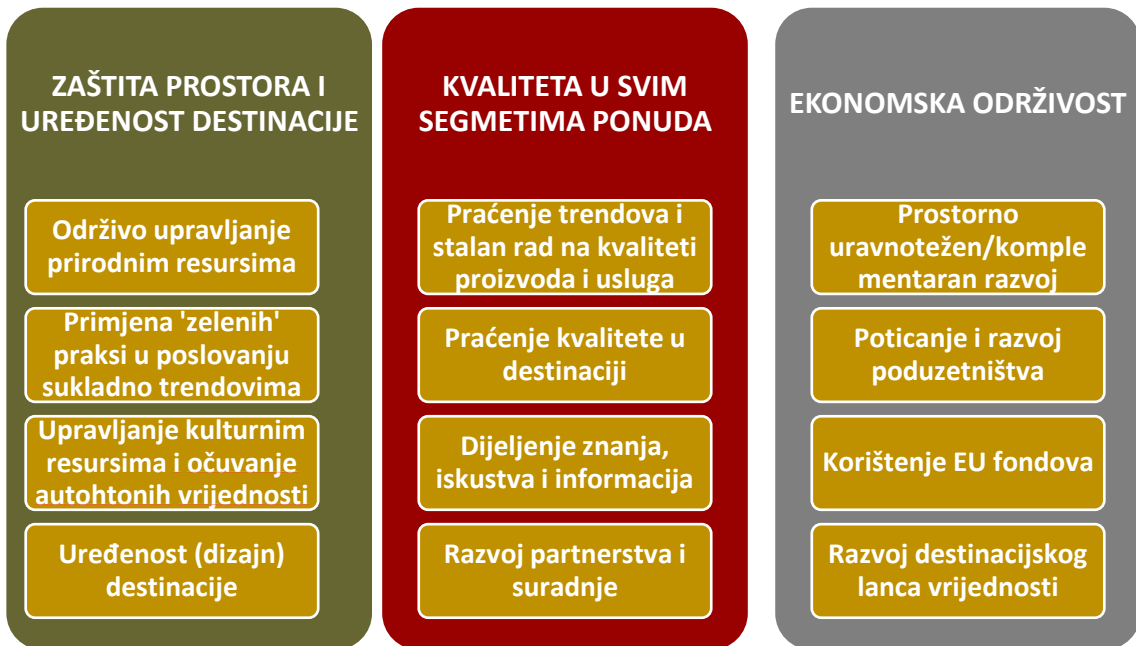 ZAŠTITA PROSTORA I
UREĐENOST DESTINACIJE
Održivo upravljanje
prirodnim resursima
Primjena 'zelenih'
praksi u poslovanju
sukladno trendovima
Upravljanje kulturnim
resursima i očuvanje
autohtonih vrijednosti
Uređenost (dizajn)
destinacije
KVALITETA U SVIM
SEGMETIMA PONUDA
Praćenje trendova i
stalan rad na kvaliteti
proizvoda i usluga
Praćenje kvalitete u
destinaciji
Dijeljenje znanja,
iskustva i informacija
Razvoj partnerstva i
suradnje
EKONOMSKA ODRŽIVOST
Prostorno
uravnotežen/komple
mentaran razvoj
Poticanje i razvoj
poduzetništva
Korištenje EU fondova
Razvoj destinacijskog
lanca vrijednosti